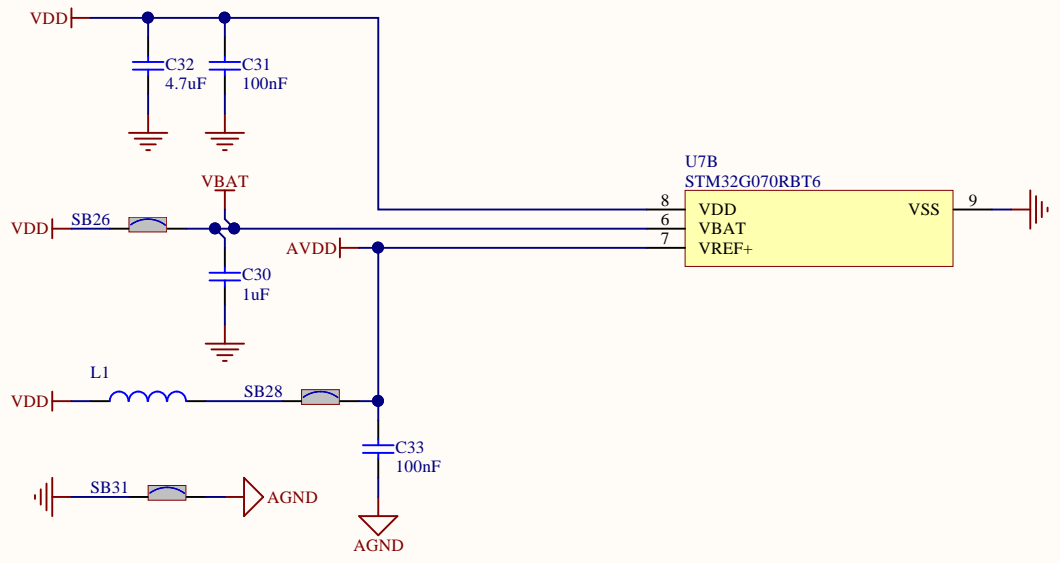 VDD
C32
4.7uF
C31
100nF
VBAT
VDD
SB26
C30
1uF
AVDD
U7B
STM32G070RBT6
8
VDD
6
VBAT
7
VREF+
VSS
9
L1
VDD
SB28
C33
100nF
SB31
AGND
AGND